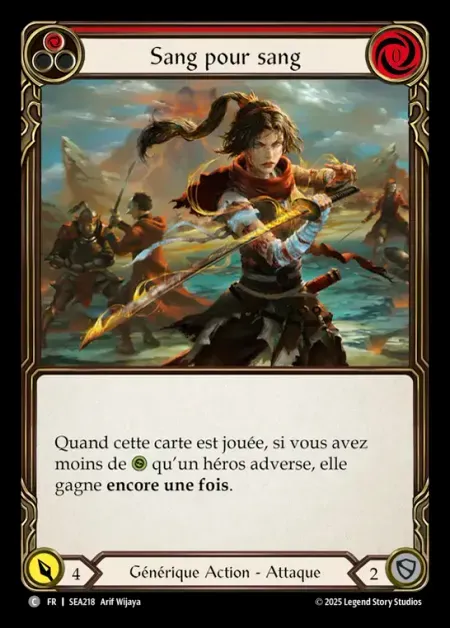 Sang pour sang
0
Quand cette carte est jouée, si vous avez
moins de qu'un héros adverse, elle
gagne encore une fois.
4
Générique Action - Attaque
2
C FR | SEA218 Arif Wijaya
© 2025 Legend Story Studios